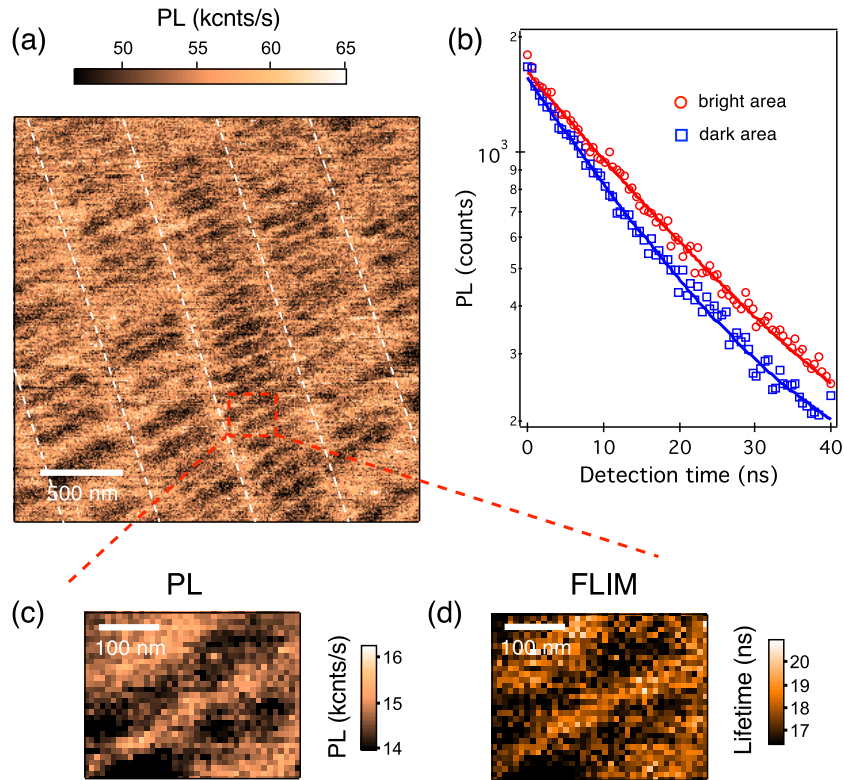 (a)
PL (kcnts/s)
50 55 60 65
500 nm
(b)
2
10³
9
8
7
6
5
4
3
2
PL (counts)
bright area
dark area
0 10 20 30 40
Detection time (ns)
(c)
PL
100 nm
PL (kcnts/s)
16
15
14
(d)
FLIM
100 nm
Lifetime (ns)
20
19
18
17